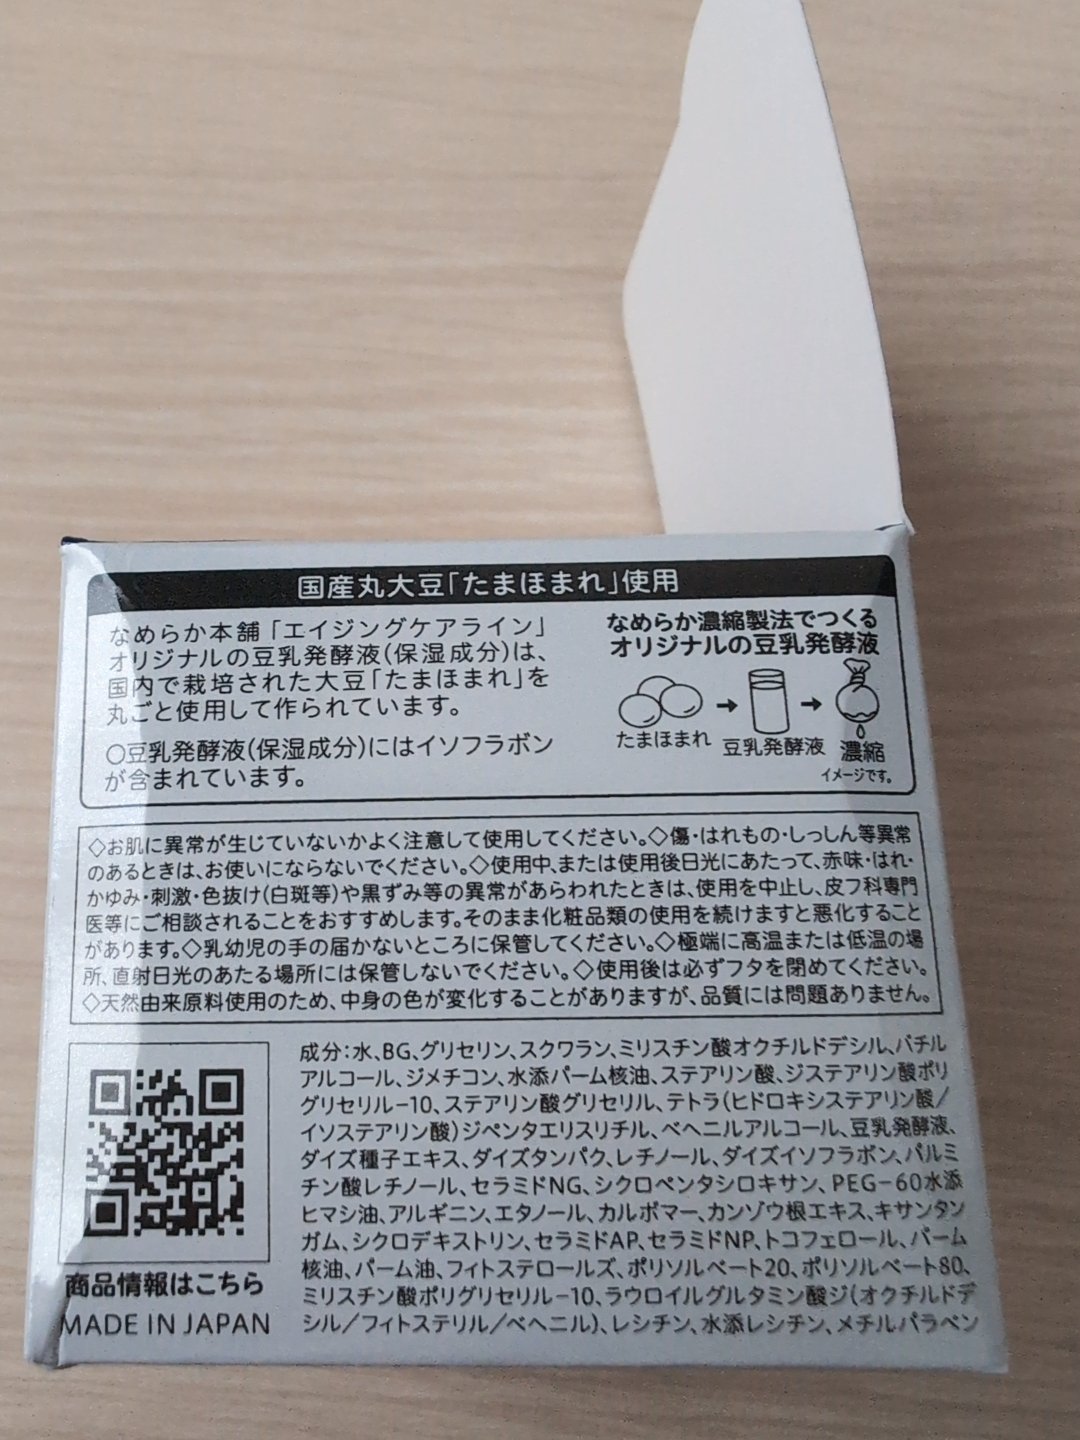 国産丸大豆「たまほまれ」使用
なめらか本舗「エイジングケアライン」
オリジナルの豆乳発酵液(保湿成分)は、
国内で栽培された大豆「たまほまれ」を
丸ごと使用して作られています。
○豆乳発酵液(保湿成分)にはイソフラボン
が含まれています。
なめらか濃縮製法でつくる
オリジナルの豆乳発酵液
たまほまれ
豆乳発酵液
濃縮
イメージです。
◇お肌に異常が生じていないかよく注意して使用してください。◇傷・はれもの・しっしん等異常
のあるときは、お使いにならないでください。◇使用中、または使用後日光にあたって、赤味・はれ・
かゆみ・刺激・色抜け(白斑等)や黒ずみ等の異常があらわれたときは、使用を中止し、皮フ科専門
医等にご相談されることをおすすめします。そのまま化粧品類の使用を続けますと悪化すること
があります。◇乳幼児の手の届かないところに保管してください。◇極端に高温または低温の場
所、直射日光のあたる場所には保管しないでください。◇使用後は必ずフタを閉めてください。
◇天然由来原料使用のため、中身の色が変化することがありますが、品質には問題ありません。
成分:水、BG、グリセリン、スクワラン、ミリスチン酸オクチルドデシル、バチル
アルコール、ジメチコン、水添パーム核油、ステアリン酸、ジステアリン酸ポリ
グリセリル-10、ステアリン酸グリセリル、テトラ(ヒドロキシステアリン酸/
イソステアリン酸)ジペンタエリスリチル、ベヘニルアルコール、豆乳発酵液、
ダイズ種子エキス、ダイズタンパク、レチノール、ダイズイソフラボン、パルミ
チン酸レチノール、セラミドNG、シクロペンタシロキサン、PEG-60水添
ヒマシ油、アルギニン、エタノール、カルボマー、カンゾウ根エキス、キサンタン
ガム、シクロデキストリン、セラミドAP、セラミドNP、トコフェロール、パーム
核油、パーム油、フィトステロールズ、ポリソルベート20、ポリソルベート80、
ミリスチン酸ポリグリセリル-10、ラウロイルグルタミン酸ジ(オクチルドデ
シル/フィトステリル/ベヘニル)、レシチン、水添レシチン、メチルパラベン
商品情報はこちら
MADE IN JAPAN